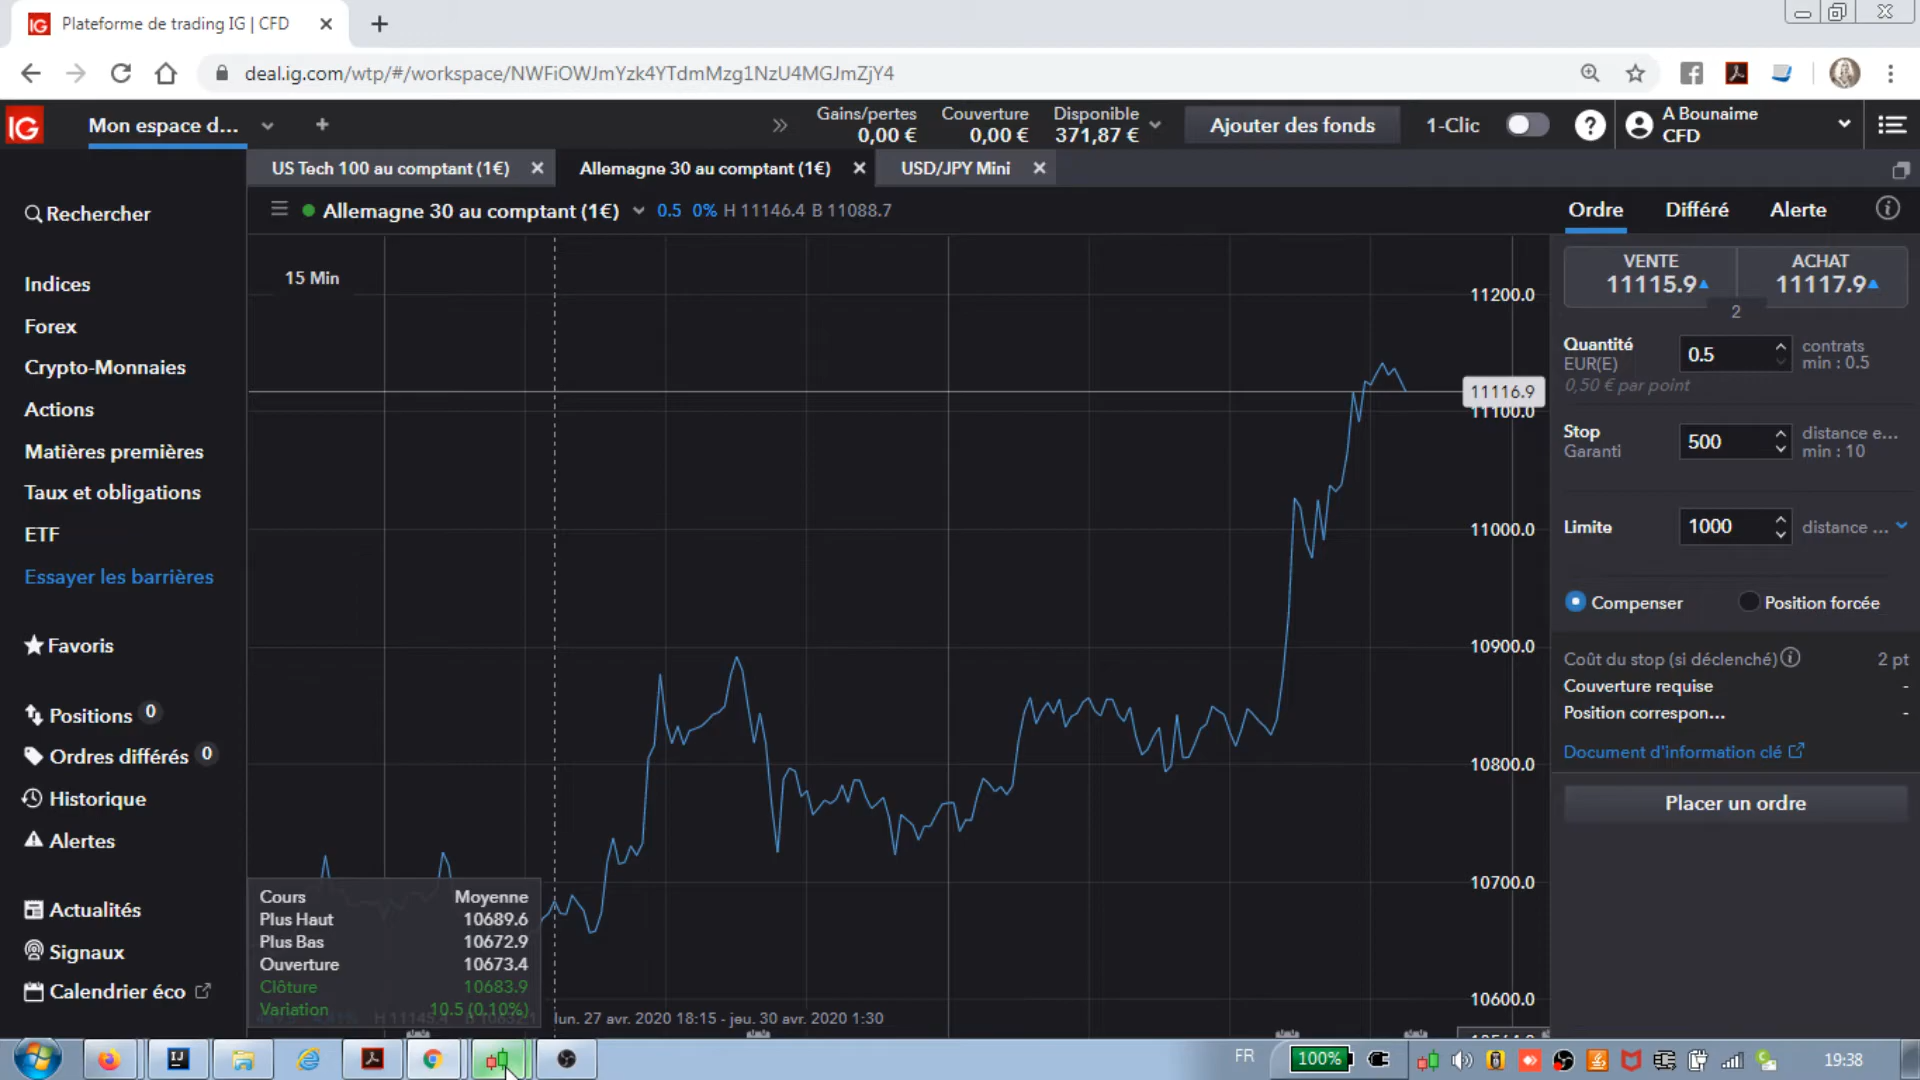 IG Plateforme de trading IG | CFD
deal.ig.com/wtp/#/workspace/NWFiOWJmYzk4YTdmMzg1NzU4MGJmZjY4
IG Mon espace d... + » Gains/pertes 0,00 € Couverture 0,00 € Disponible 371,87 € Ajouter des fonds 1-Clic ? A Bounaime CFD
US Tech 100 au comptant (1€) Allemagne 30 au comptant (1€) USD/JPY Mini
Allemagne 30 au comptant (1€) 0.5 0% H 11146.4 B 11088.7
Ordre Différé Alerte
Rechercher
Indices
Forex
Crypto-Monnaies
Actions
Matières premières
Taux et obligations
ETF
Essayer les barrières
Favoris
Positions 0
Ordres différés 0
Historique
Alertes
Actualités
Signaux
Calendrier éco
15 Min
11200.0
11116.9
11100.0
11000.0
10900.0
10800.0
10700.0
10600.0
Cours Moyenne
Plus Haut 10689.6
Plus Bas 10672.9
Ouverture 10673.4
Clôture 10683.9
Variation 10.5 (0.10%)
lun. 27 avr. 2020 18:15 - jeu. 30 avr. 2020 1:30
VENTE ACHAT
11115.9 11117.9
2
Quantité 0.5 contrats
EUR(E) min : 0.5
0,50 € par point
Stop 500 distance e...
Garanti min : 10
Limite 1000 distance ...
Compenser Position forcée
Coût du stop (si déclenché) 2 pt
Couverture requise -
Position correspon... -
Document d'information clé
Placer un ordre
FR 100% 19:38